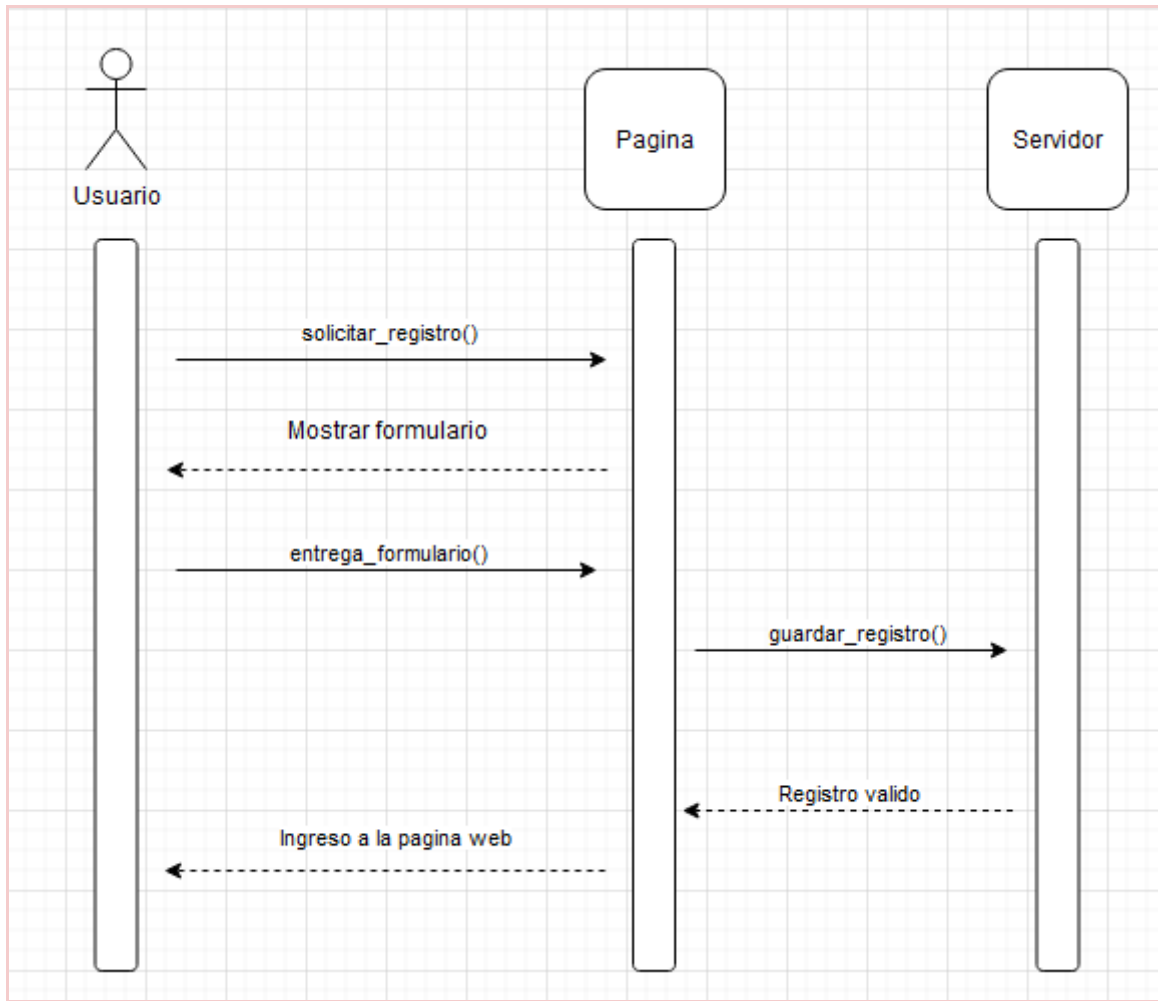 Usuario
Pagina
Servidor
solicitar_registro()
Mostrar formulario
entrega_formulario()
guardar_registro()
Registro valido
Ingreso a la pagina web